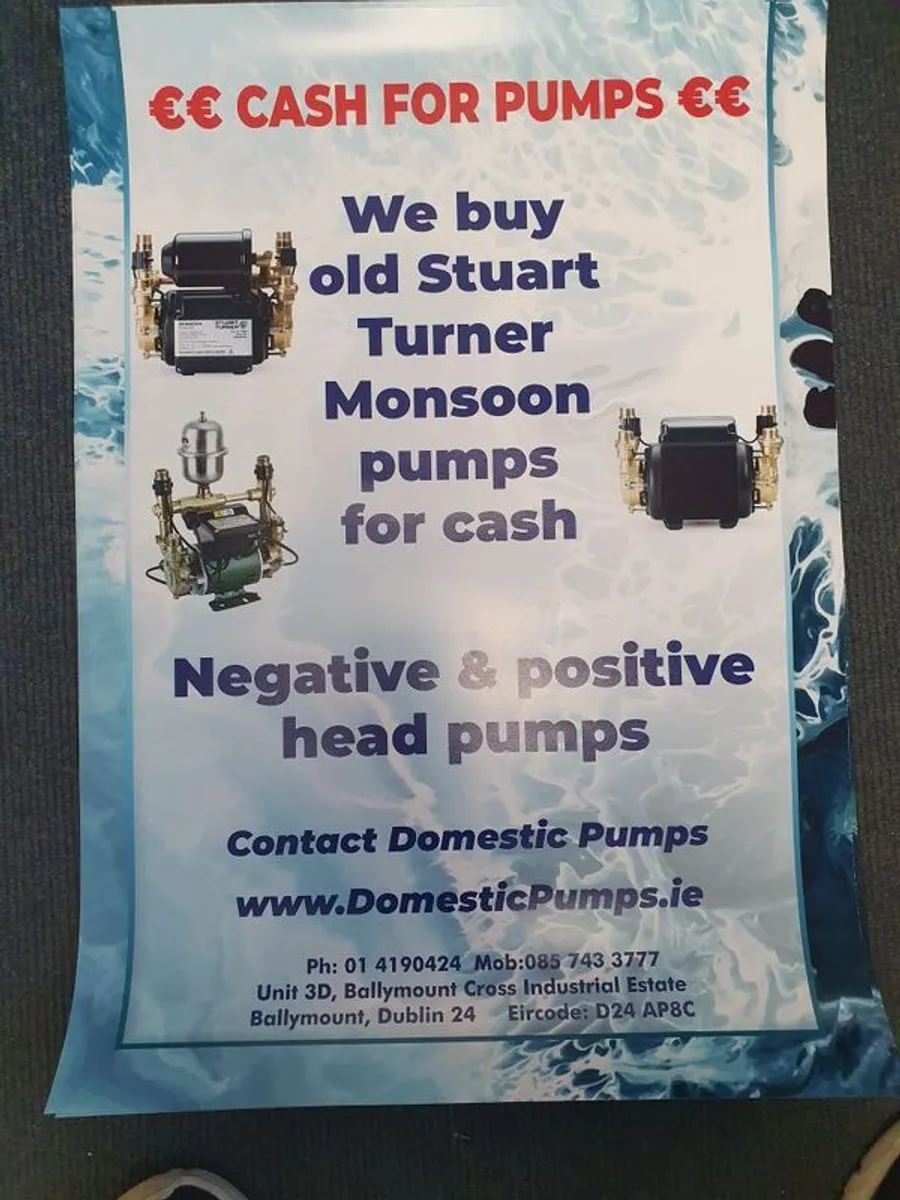 €€ CASH FOR PUMPS €€
We buy
old Stuart
Turner
Monsoon
pumps
for cash
STUART
TURNER
Negative & positive
head pumps
Contact Domestic Pumps
www.DomesticPumps.ie
Ph: 01 4190424 Mob:085 743 3777
Unit 3D, Ballymount Cross Industrial Estate
Ballymount, Dublin 24 Eircode: D24 AP8C